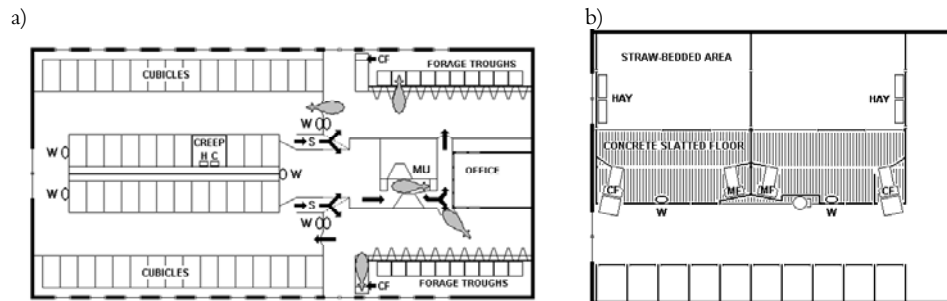 a)
b)
CUBICLES
CF
FORAGE TROUGHS
W
S
CREEP
H C
W
W
W
S
W
MU
OFFICE
CUBICLES
CF
FORAGE TROUGHS
STRAW-BEDDED AREA
HAY
HAY
CONCRETE SLATTED FLOOR
CF
MF
MF
CF
W
W